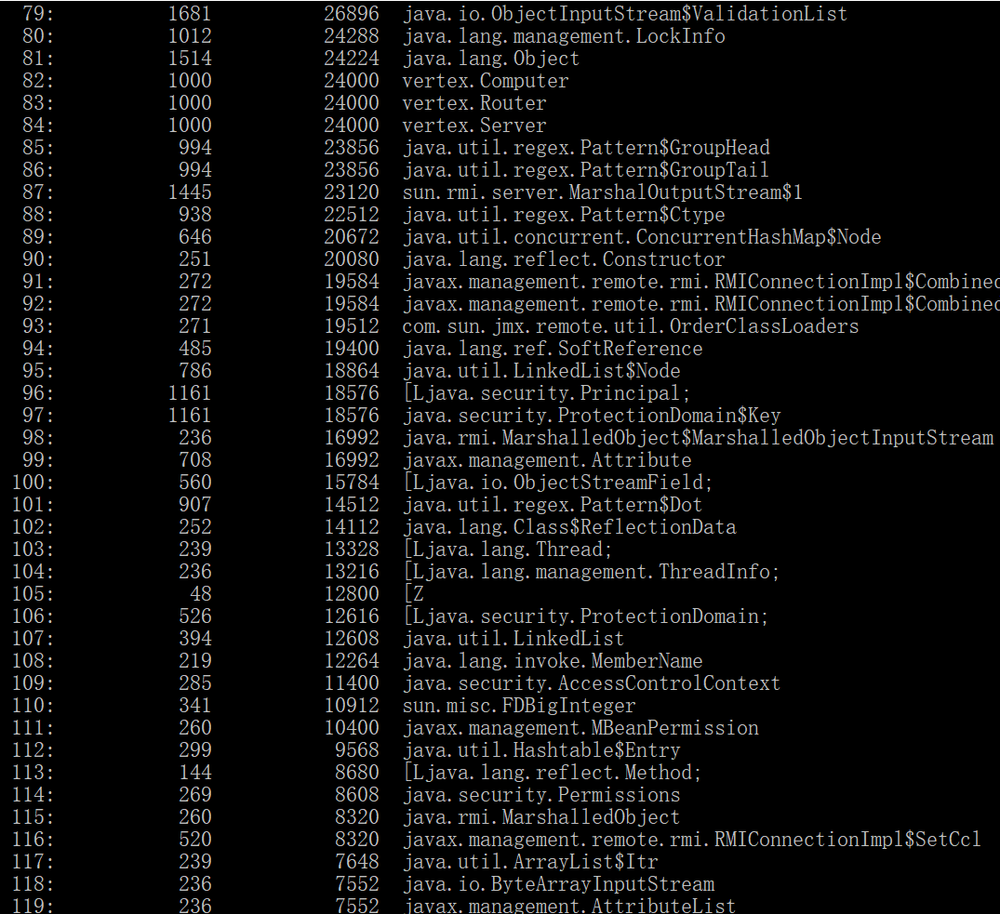 79: 1681 26896 java.io.ObjectInputStream$ValidationList
80: 1012 24288 java.lang.management.LockInfo
81: 1514 24224 java.lang.Object
82: 1000 24000 vertex.Computer
83: 1000 24000 vertex.Router
84: 1000 24000 vertex.Server
85: 994 23856 java.util.regex.Pattern$GroupHead
86: 994 23856 java.util.regex.Pattern$GroupTail
87: 1445 23120 sun.rmi.server.MarshalOutputStream$1
88: 938 22512 java.util.regex.Pattern$Ctype
89: 646 20672 java.util.concurrent.ConcurrentHashMap$Node
90: 251 20080 java.lang.reflect.Constructor
91: 272 19584 javax.management.remote.rmi.RMIConnectionImpl$Combined
92: 272 19584 javax.management.remote.rmi.RMIConnectionImpl$Combined
93: 271 19512 com.sun.jmx.remote.util.OrderClassLoaders
94: 485 19400 java.lang.ref.SoftReference
95: 786 18864 java.util.LinkedList$Node
96: 1161 18576 [Ljava.security.Principal;
97: 1161 18576 java.security.ProtectionDomain$Key
98: 236 16992 java.rmi.MarshalledObject$MarshalledObjectInputStream
99: 708 16992 javax.management.Attribute
100: 560 15784 [Ljava.io.ObjectStreamField;
101: 907 14512 java.util.regex.Pattern$Dot
102: 252 14112 java.lang.Class$ReflectionData
103: 239 13328 [Ljava.lang.Thread;
104: 236 13216 [Ljava.lang.management.ThreadInfo;
105: 48 12800 [Z
106: 526 12616 [Ljava.security.ProtectionDomain;
107: 394 12608 java.util.LinkedList
108: 219 12264 java.lang.invoke.MemberName
109: 285 11400 java.security.AccessControlContext
110: 341 10912 sun.misc.FDBigInteger
111: 260 10400 javax.management.MBeanPermission
112: 299 9568 java.util.Hashtable$Entry
113: 144 8680 [Ljava.lang.reflect.Method;
114: 269 8608 java.security.Permissions
115: 260 8320 java.rmi.MarshalledObject
116: 520 8320 javax.management.remote.rmi.RMIConnectionImpl$SetCcl
117: 239 7648 java.util.ArrayList$Itr
118: 236 7552 java.io.ByteArrayInputStream
119: 236 7552 javax.management.AttributeList